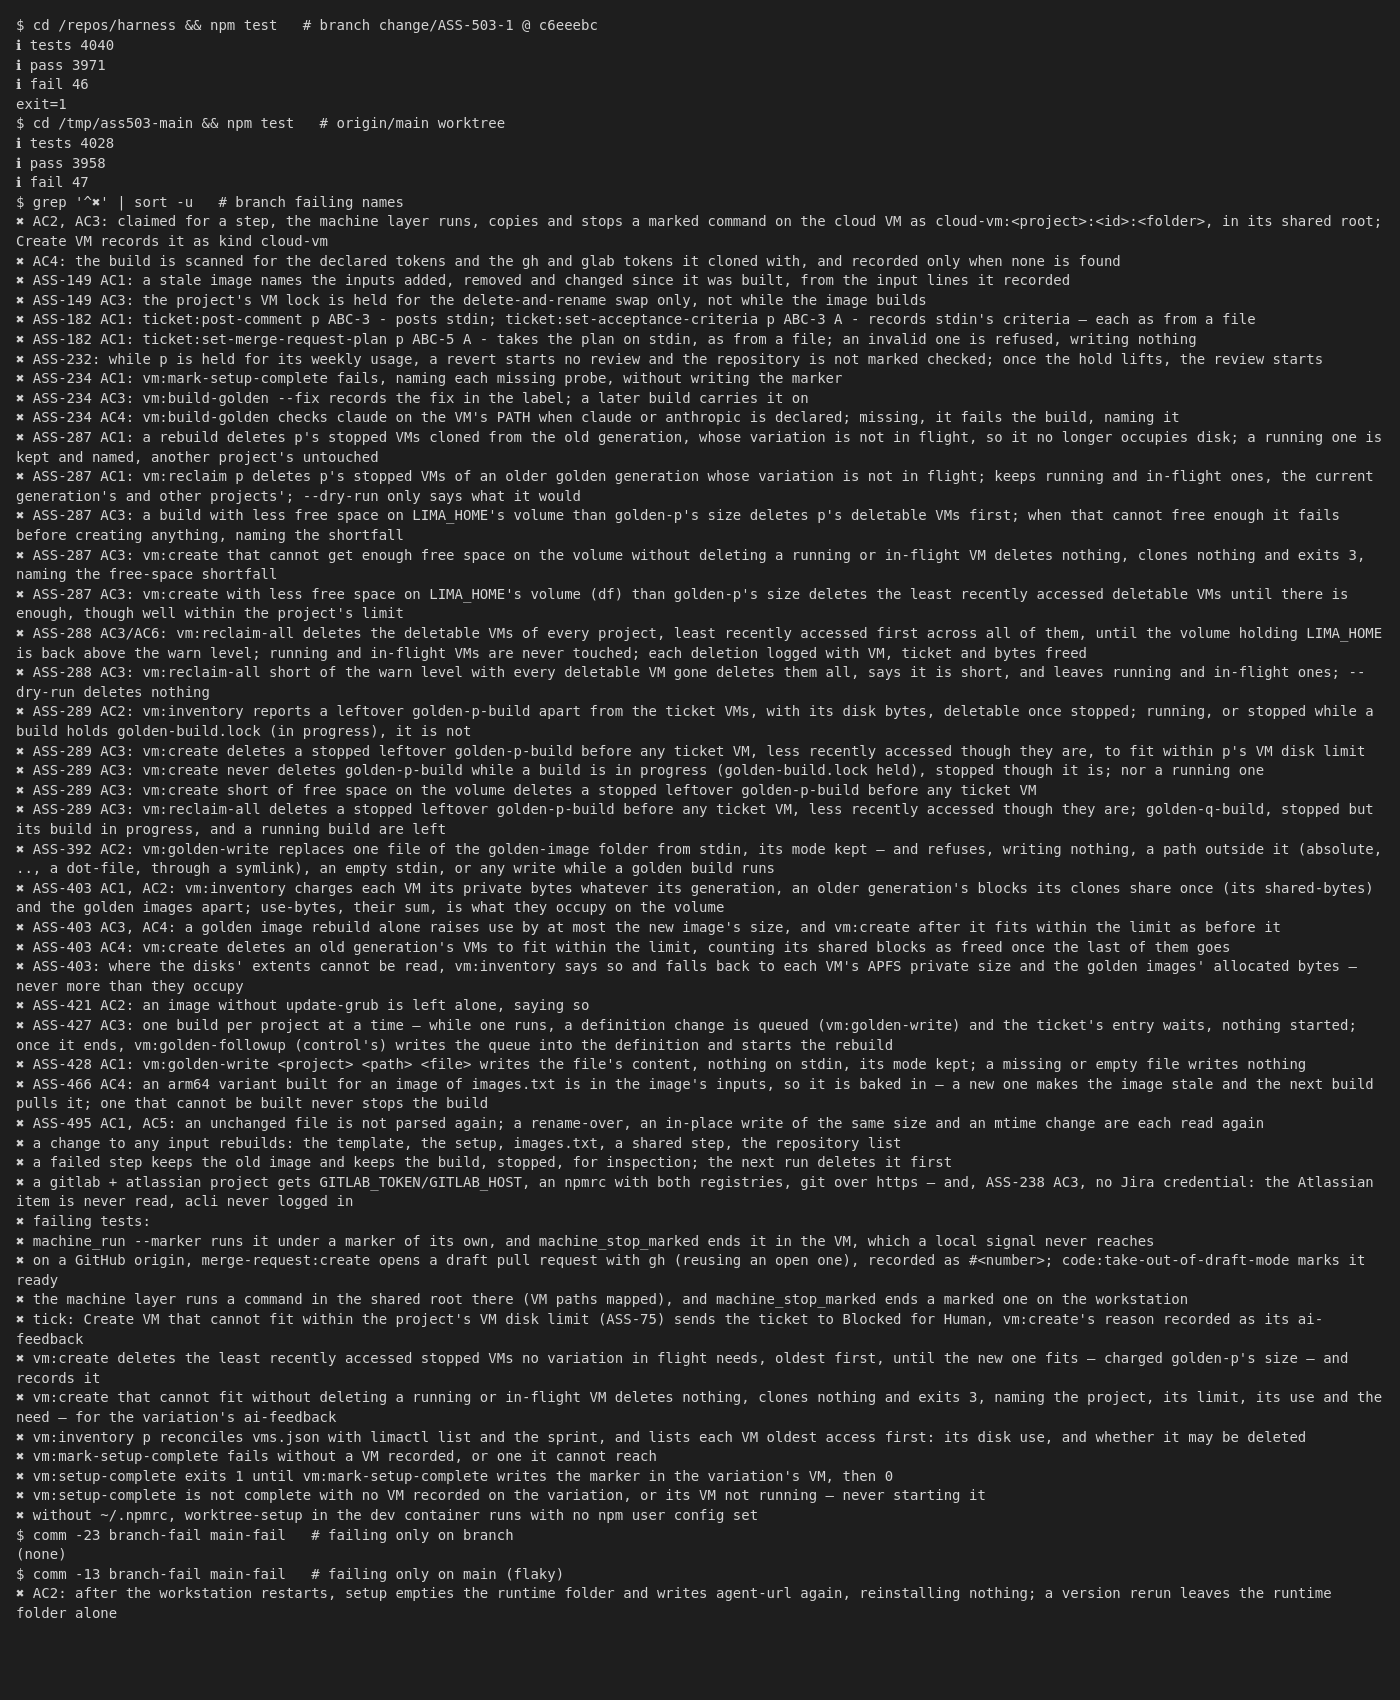 $ cd /repos/harness && npm test   # branch change/ASS-503-1 @ c6eeebc
ℹ tests 4040
ℹ pass 3971
ℹ fail 46
exit=1
$ cd /tmp/ass503-main && npm test   # origin/main worktree
ℹ tests 4028
ℹ pass 3958
ℹ fail 47
$ grep '^✖' | sort -u   # branch failing names
✖ AC2, AC3: claimed for a step, the machine layer runs, copies and stops a marked command on the cloud VM as cloud-vm:<project>:<id>:<folder>, in its shared root;
Create VM records it as kind cloud-vm
✖ AC4: the build is scanned for the declared tokens and the gh and glab tokens it cloned with, and recorded only when none is found
✖ ASS-149 AC1: a stale image names the inputs added, removed and changed since it was built, from the input lines it recorded
✖ ASS-149 AC3: the project's VM lock is held for the delete-and-rename swap only, not while the image builds
✖ ASS-182 AC1: ticket:post-comment p ABC-3 - posts stdin; ticket:set-acceptance-criteria p ABC-3 A - records stdin's criteria — each as from a file
✖ ASS-182 AC1: ticket:set-merge-request-plan p ABC-5 A - takes the plan on stdin, as from a file; an invalid one is refused, writing nothing
✖ ASS-232: while p is held for its weekly usage, a revert starts no review and the repository is not marked checked; once the hold lifts, the review starts
✖ ASS-234 AC1: vm:mark-setup-complete fails, naming each missing probe, without writing the marker
✖ ASS-234 AC3: vm:build-golden --fix records the fix in the label; a later build carries it on
✖ ASS-234 AC4: vm:build-golden checks claude on the VM's PATH when claude or anthropic is declared; missing, it fails the build, naming it
✖ ASS-287 AC1: a rebuild deletes p's stopped VMs cloned from the old generation, whose variation is not in flight, so it no longer occupies disk; a running one is
kept and named, another project's untouched
✖ ASS-287 AC1: vm:reclaim p deletes p's stopped VMs of an older golden generation whose variation is not in flight; keeps running and in-flight ones, the current
generation's and other projects'; --dry-run only says what it would
✖ ASS-287 AC3: a build with less free space on LIMA_HOME's volume than golden-p's size deletes p's deletable VMs first; when that cannot free enough it fails
before creating anything, naming the shortfall
✖ ASS-287 AC3: vm:create that cannot get enough free space on the volume without deleting a running or in-flight VM deletes nothing, clones nothing and exits 3,
naming the free-space shortfall
✖ ASS-287 AC3: vm:create with less free space on LIMA_HOME's volume (df) than golden-p's size deletes the least recently accessed deletable VMs until there is
enough, though well within the project's limit
✖ ASS-288 AC3/AC6: vm:reclaim-all deletes the deletable VMs of every project, least recently accessed first across all of them, until the volume holding LIMA_HOME
is back above the warn level; running and in-flight VMs are never touched; each deletion logged with VM, ticket and bytes freed
✖ ASS-288 AC3: vm:reclaim-all short of the warn level with every deletable VM gone deletes them all, says it is short, and leaves running and in-flight ones; --
dry-run deletes nothing
✖ ASS-289 AC2: vm:inventory reports a leftover golden-p-build apart from the ticket VMs, with its disk bytes, deletable once stopped; running, or stopped while a
build holds golden-build.lock (in progress), it is not
✖ ASS-289 AC3: vm:create deletes a stopped leftover golden-p-build before any ticket VM, less recently accessed though they are, to fit within p's VM disk limit
✖ ASS-289 AC3: vm:create never deletes golden-p-build while a build is in progress (golden-build.lock held), stopped though it is; nor a running one
✖ ASS-289 AC3: vm:create short of free space on the volume deletes a stopped leftover golden-p-build before any ticket VM
✖ ASS-289 AC3: vm:reclaim-all deletes a stopped leftover golden-p-build before any ticket VM, less recently accessed though they are; golden-q-build, stopped but
its build in progress, and a running build are left
✖ ASS-392 AC2: vm:golden-write replaces one file of the golden-image folder from stdin, its mode kept — and refuses, writing nothing, a path outside it (absolute,
.., a dot-file, through a symlink), an empty stdin, or any write while a golden build runs
✖ ASS-403 AC1, AC2: vm:inventory charges each VM its private bytes whatever its generation, an older generation's blocks its clones share once (its shared-bytes)
and the golden images apart; use-bytes, their sum, is what they occupy on the volume
✖ ASS-403 AC3, AC4: a golden image rebuild alone raises use by at most the new image's size, and vm:create after it fits within the limit as before it
✖ ASS-403 AC4: vm:create deletes an old generation's VMs to fit within the limit, counting its shared blocks as freed once the last of them goes
✖ ASS-403: where the disks' extents cannot be read, vm:inventory says so and falls back to each VM's APFS private size and the golden images' allocated bytes —
never more than they occupy
✖ ASS-421 AC2: an image without update-grub is left alone, saying so
✖ ASS-427 AC3: one build per project at a time — while one runs, a definition change is queued (vm:golden-write) and the ticket's entry waits, nothing started;
once it ends, vm:golden-followup (control's) writes the queue into the definition and starts the rebuild
✖ ASS-428 AC1: vm:golden-write <project> <path> <file> writes the file's content, nothing on stdin, its mode kept; a missing or empty file writes nothing
✖ ASS-466 AC4: an arm64 variant built for an image of images.txt is in the image's inputs, so it is baked in — a new one makes the image stale and the next build
pulls it; one that cannot be built never stops the build
✖ ASS-495 AC1, AC5: an unchanged file is not parsed again; a rename-over, an in-place write of the same size and an mtime change are each read again
✖ a change to any input rebuilds: the template, the setup, images.txt, a shared step, the repository list
✖ a failed step keeps the old image and keeps the build, stopped, for inspection; the next run deletes it first
✖ a gitlab + atlassian project gets GITLAB_TOKEN/GITLAB_HOST, an npmrc with both registries, git over https — and, ASS-238 AC3, no Jira credential: the Atlassian
item is never read, acli never logged in
✖ failing tests:
✖ machine_run --marker runs it under a marker of its own, and machine_stop_marked ends it in the VM, which a local signal never reaches
✖ on a GitHub origin, merge-request:create opens a draft pull request with gh (reusing an open one), recorded as #<number>; code:take-out-of-draft-mode marks it
ready
✖ the machine layer runs a command in the shared root there (VM paths mapped), and machine_stop_marked ends a marked one on the workstation
✖ tick: Create VM that cannot fit within the project's VM disk limit (ASS-75) sends the ticket to Blocked for Human, vm:create's reason recorded as its ai-
feedback
✖ vm:create deletes the least recently accessed stopped VMs no variation in flight needs, oldest first, until the new one fits — charged golden-p's size — and
records it
✖ vm:create that cannot fit without deleting a running or in-flight VM deletes nothing, clones nothing and exits 3, naming the project, its limit, its use and the
need — for the variation's ai-feedback
✖ vm:inventory p reconciles vms.json with limactl list and the sprint, and lists each VM oldest access first: its disk use, and whether it may be deleted
✖ vm:mark-setup-complete fails without a VM recorded, or one it cannot reach
✖ vm:setup-complete exits 1 until vm:mark-setup-complete writes the marker in the variation's VM, then 0
✖ vm:setup-complete is not complete with no VM recorded on the variation, or its VM not running — never starting it
✖ without ~/.npmrc, worktree-setup in the dev container runs with no npm user config set
$ comm -23 branch-fail main-fail   # failing only on branch
(none)
$ comm -13 branch-fail main-fail   # failing only on main (flaky)
✖ AC2: after the workstation restarts, setup empties the runtime folder and writes agent-url again, reinstalling nothing; a version rerun leaves the runtime
folder alone